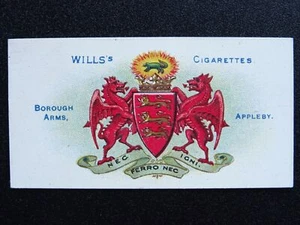 WILLS'S CIGARETTES
BOROUGH ARMS, APPLEBY.
NEC FERRO NEC IGNI.